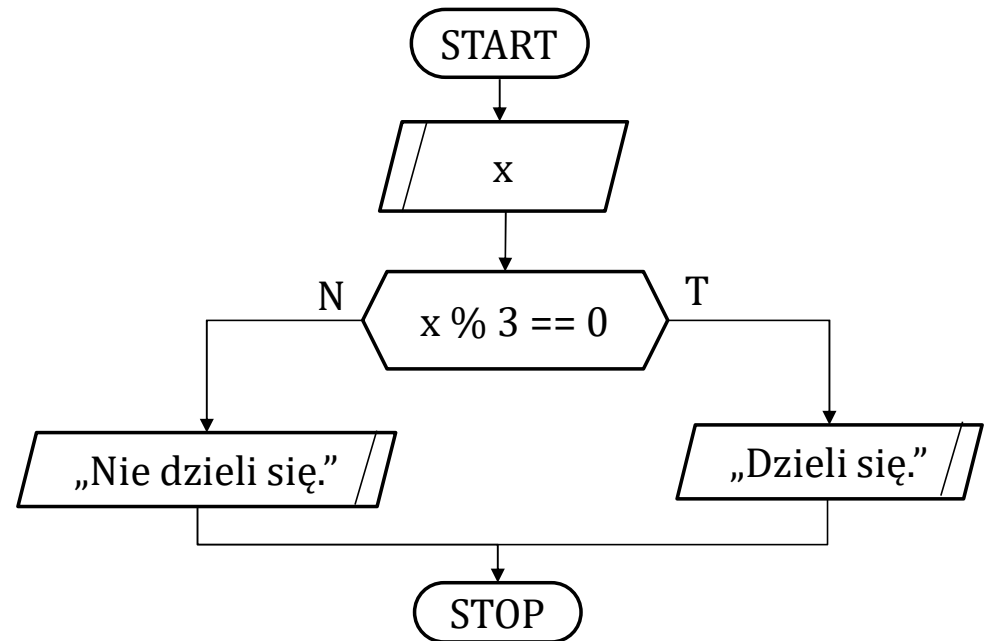 START
x
N
x % 3 == 0
T
„Nie dzieli się.”
„Dzieli się.”
STOP